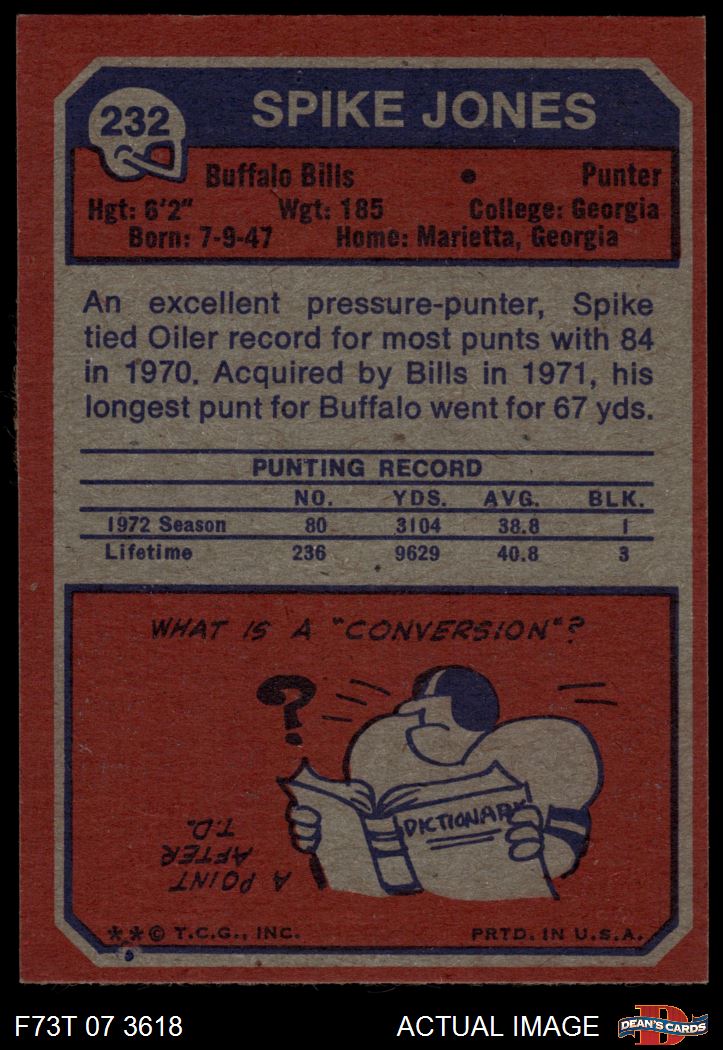 232
SPIKE JONES
Buffalo Bills • Punter
Hgt: 6'2" Wgt: 185 College: Georgia
Born: 7-9-47 Home: Marietta, Georgia
An excellent pressure-punter, Spike
tied Oiler record for most punts with 84
in 1970. Acquired by Bills in 1971, his
longest punt for Buffalo went for 67 yds.
PUNTING RECORD
NO. YDS. AVG. BLK.
1972 Season 80 3104 38.8 1
Lifetime 236 9629 40.8 3
WHAT IS A "CONVERSION"?
?
DICTIONARY
A POINT
AFTER
T.D.
**© T.C.G., INC. PRTD. IN U.S.A.
F73T 07 3618 ACTUAL IMAGE
D
DEAN'S CARDS